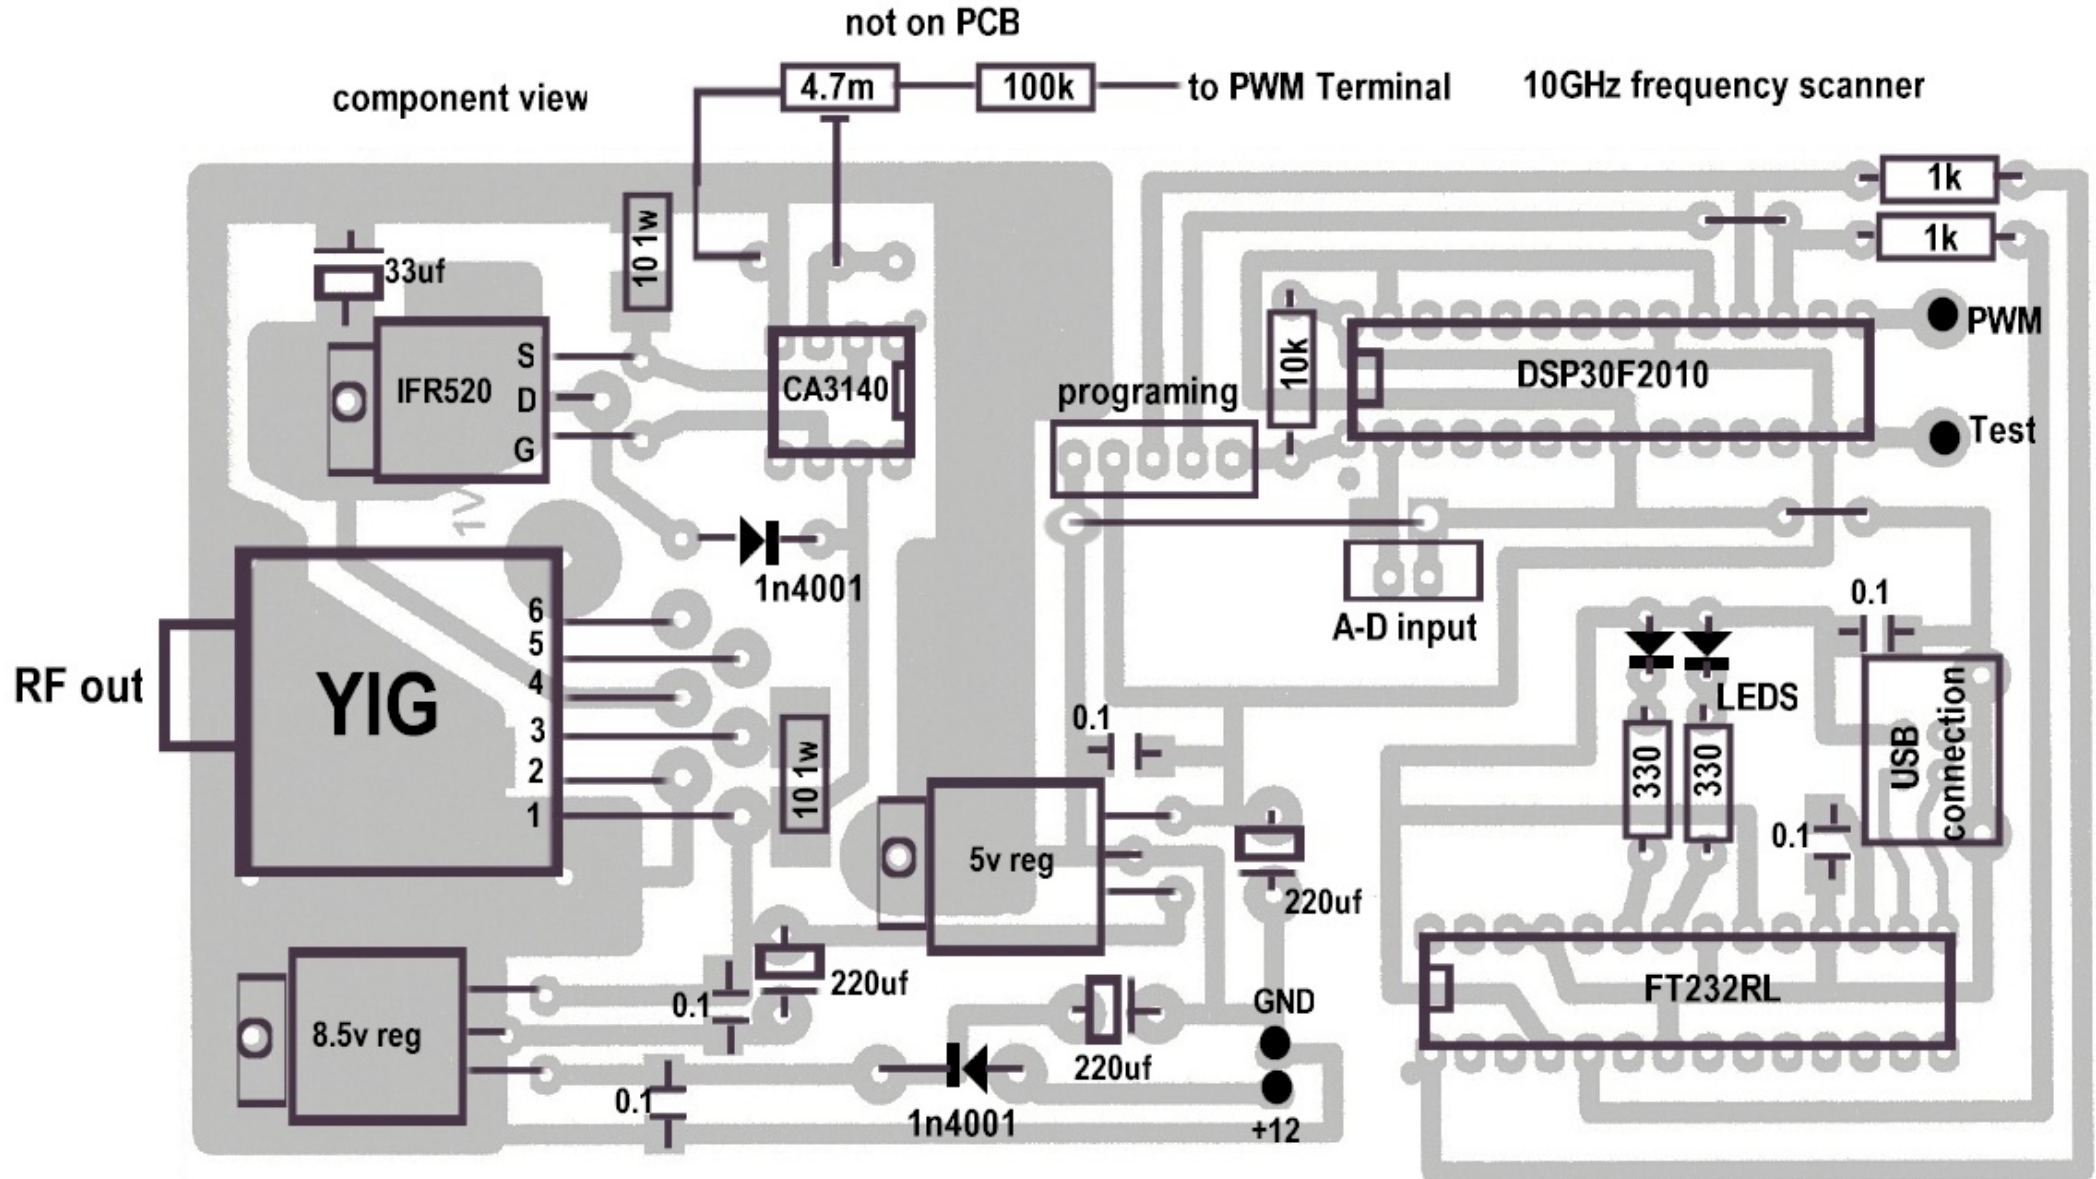 not on PCB
component view
4.7m
100k
to PWM Terminal
10GHz frequency scanner
1k
1k
10 1w
33uf
PWM
DSP30F2010
10k
programing
Test
S
IFR520
D
G
CA3140
1V
1n4001
A-D input
0.1
6
5
4
3
2
1
RF out
YIG
LEDS
USB
connection
330
330
0.1
10 1w
0.1
5v reg
220uf
220uf
0.1
8.5v reg
0.1
220uf
1n4001
GND
+12
FT232RL